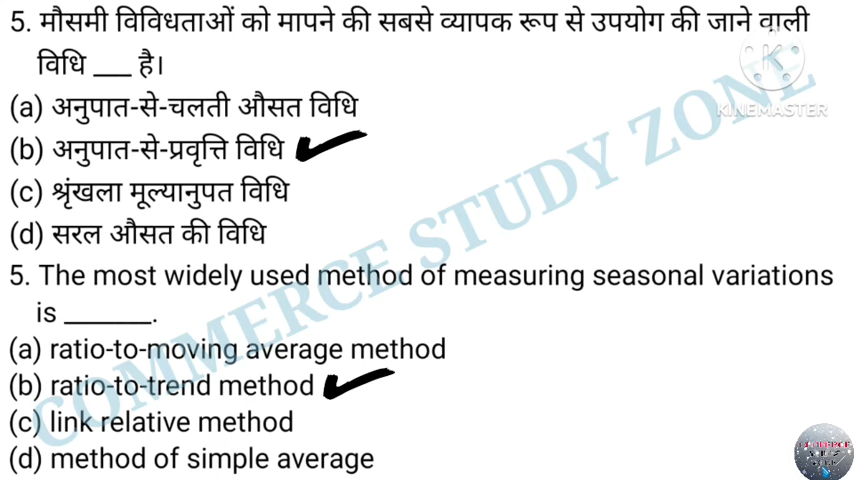 5. मौसमी विविधताओं को मापने की सबसे व्यापक रूप से उपयोग की जाने वाली
विधि ___ है।
(a) अनुपात-से-चलती औसत विधि
(b) अनुपात-से-प्रवृत्ति विधि
(c) श्रृंखला मूल्यानुपत विधि
(d) सरल औसत की विधि
5. The most widely used method of measuring seasonal variations
is _______.
(a) ratio-to-moving average method
(b) ratio-to-trend method
(c) link relative method
(d) method of simple average
COMMERCE STUDY ZONE
K
KINEMASTER